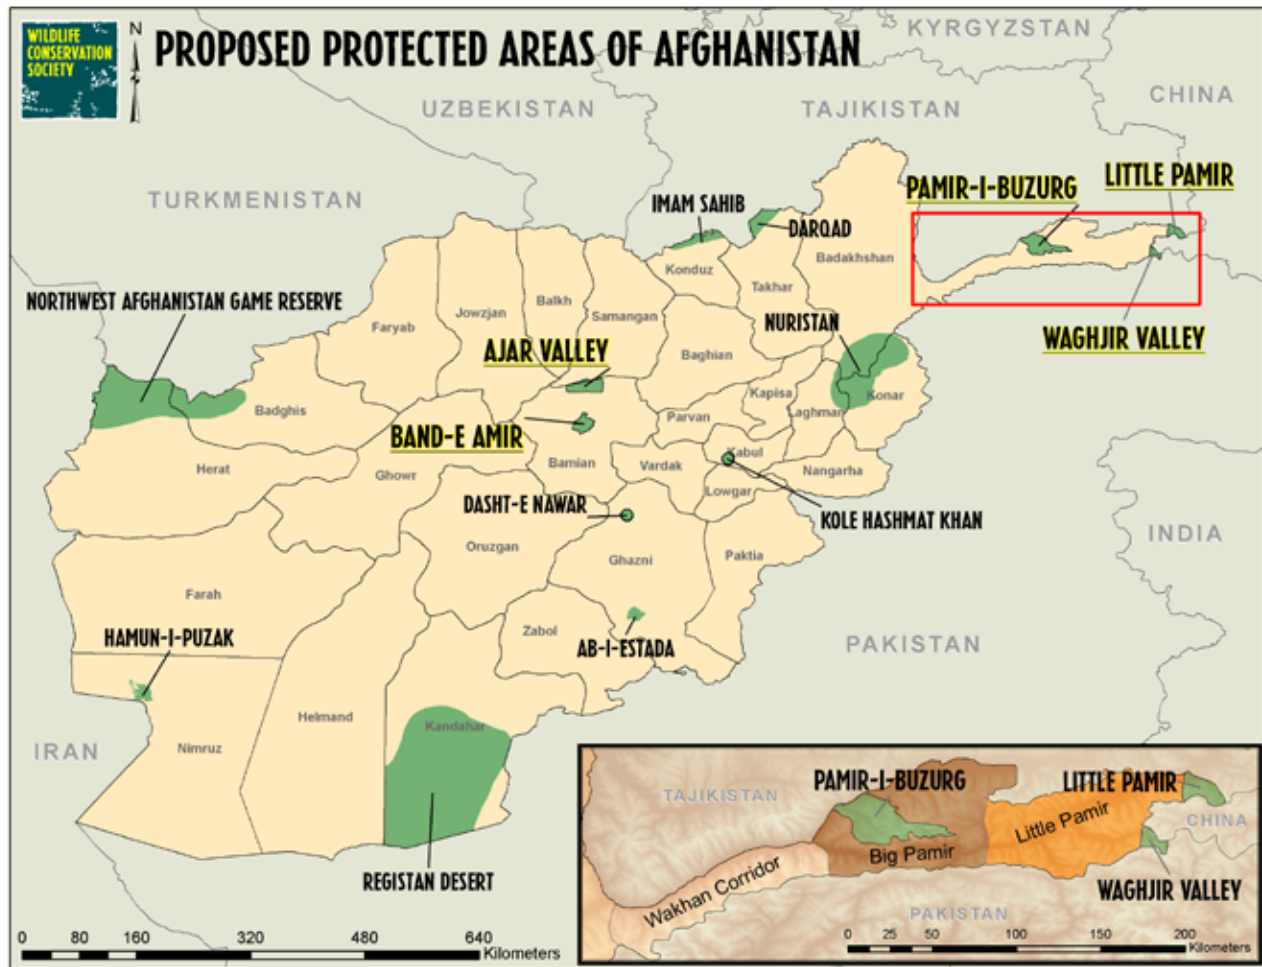 WILDLIFE
CONSERVATION
SOCIETY
N
PROPOSED PROTECTED AREAS OF AFGHANISTAN
KYRGYZSTAN
UZBEKISTAN
TAJIKISTAN
CHINA
TURKMENISTAN
PAMIR-I-BUZURG
LITTLE PAMIR
IMAM SAHIB
DARQAD
Badakhshan
Konduz
Takhar
NORTHWEST AFGHANISTAN GAME RESERVE
Balkh
Jowzjan
Samangan
Faryab
NURISTAN
WAGHJIR VALLEY
AJAR VALLEY
Baghlan
Kapisa
Konar
Badghis
Laghman
Parvan
BAND-E AMIR
Kabul
Herat
Ghowr
Bamian
Vardak
Nangarha
Lowgar
DASHT-E NAWAR
KOLE HASHMAT KHAN
INDIA
Oruzgan
Ghazni
Paktia
Farah
HAMUN-I-PUZAK
Zabol
AB-I-ESTADA
PAKISTAN
Helmand
Kandahar
IRAN
Nimruz
REGISTAN DESERT
0 80 160 320 480 640
Kilometers
PAMIR-I-BUZURG
LITTLE PAMIR
TAJIKISTAN
CHINA
Little Pamir
Big Pamir
Wakhan Corridor
WAGHJIR VALLEY
PAKISTAN
0 25 50 100 150 200
Kilometers